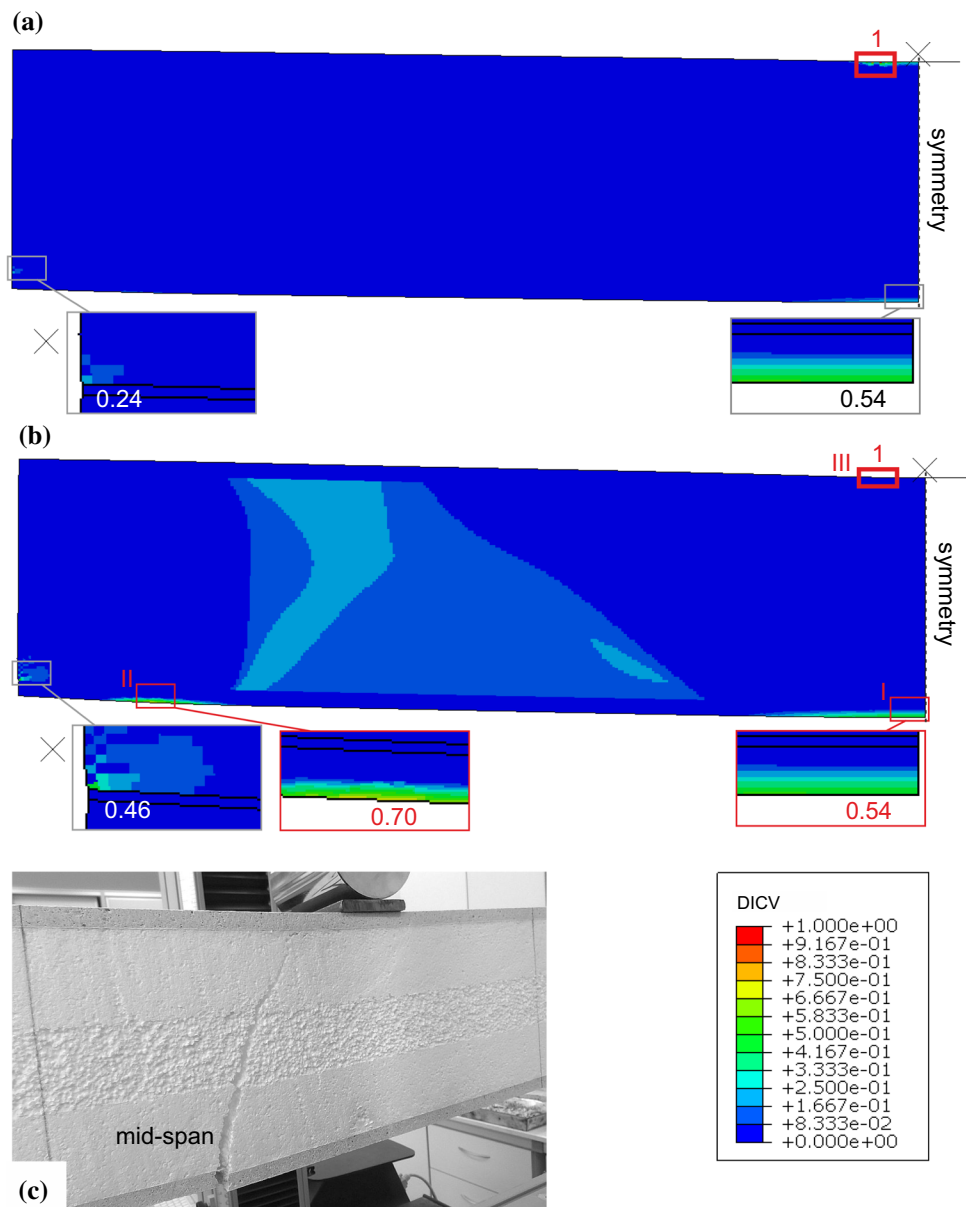 (a)
1
symmetry
0.24
0.54
(b)
III
1
symmetry
II
I
0.46
0.70
0.54
mid-span
(c)
DICV
+1.000e+00
+9.167e-01
+8.333e-01
+7.500e-01
+6.667e-01
+5.833e-01
+5.000e-01
+4.167e-01
+3.333e-01
+2.500e-01
+1.667e-01
+8.333e-02
+0.000e+00